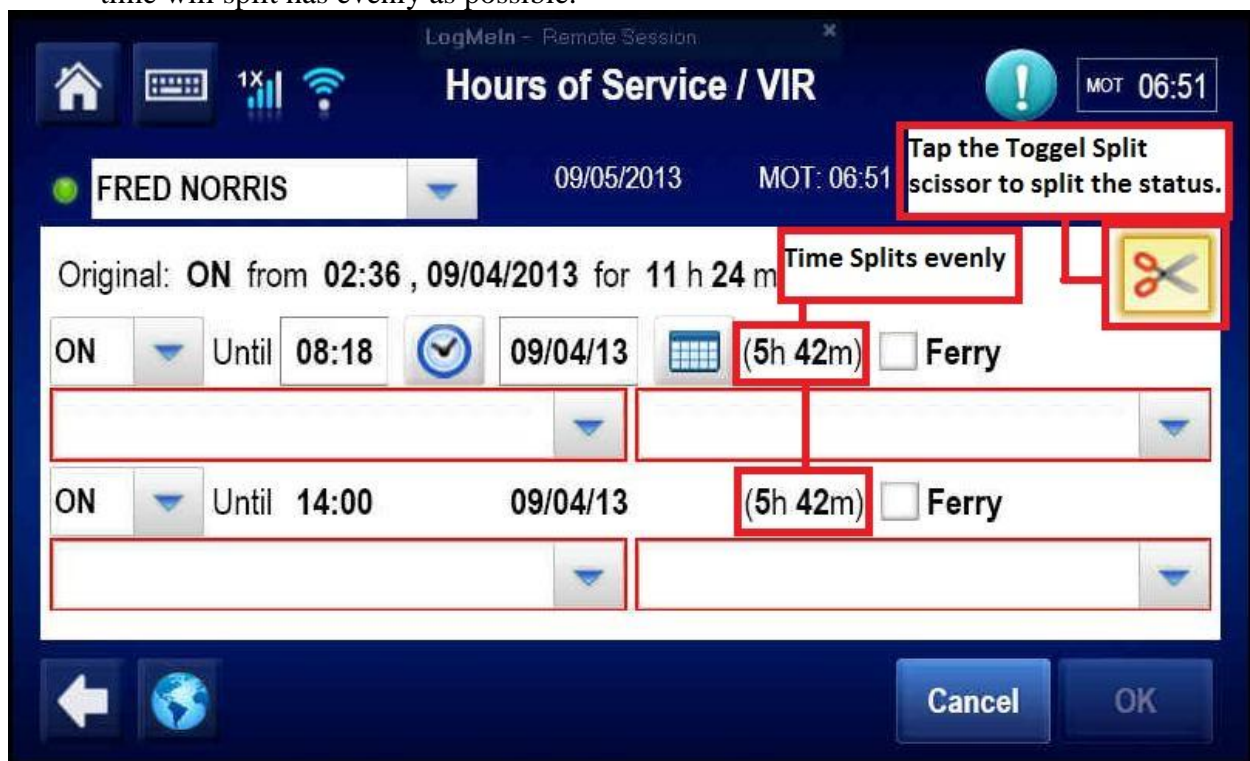 time will split has evenly as possible.
LogMeIn - Remote Session ×
1X Hours of Service / VIR ! MOT 06:51
Tap the Toggel Split
scissor to split the status.
FRED NORRIS 09/05/2013 MOT: 06:51
Time Splits evenly
Original: ON from 02:36 , 09/04/2013 for 11 h 24 m
ON Until 08:18 09/04/13 (5h 42m) Ferry
ON Until 14:00 09/04/13 (5h 42m) Ferry
Cancel OK